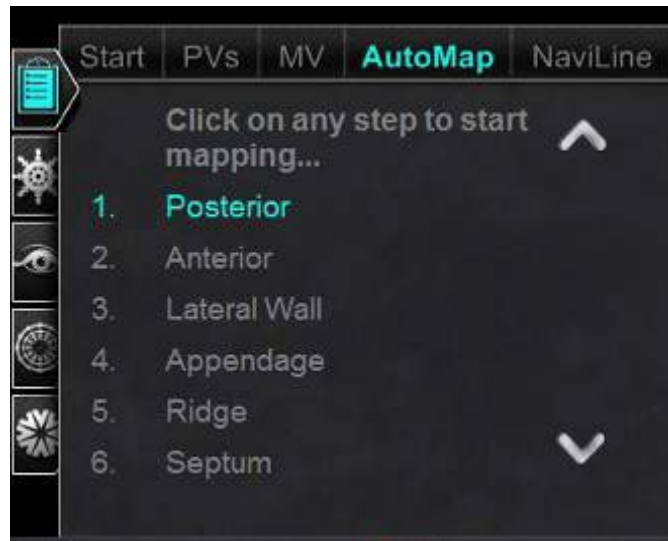 Start PVs MV AutoMap NaviLine
Click on any step to start
mapping...
1. Posterior
2. Anterior
3. Lateral Wall
4. Appendage
5. Ridge
6. Septum